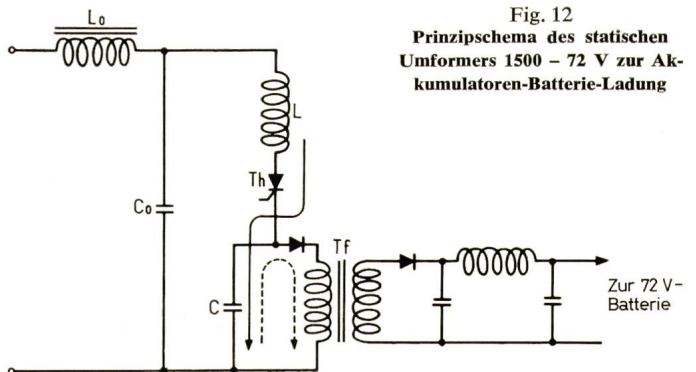 Fig. 12
Prinzipschema des statischen
Umformers 1500 – 72 V zur Ak-
kumulatoren-Batterie-Ladung
L₀
L
Th
C₀
Tf
C
Zur 72 V-
Batterie